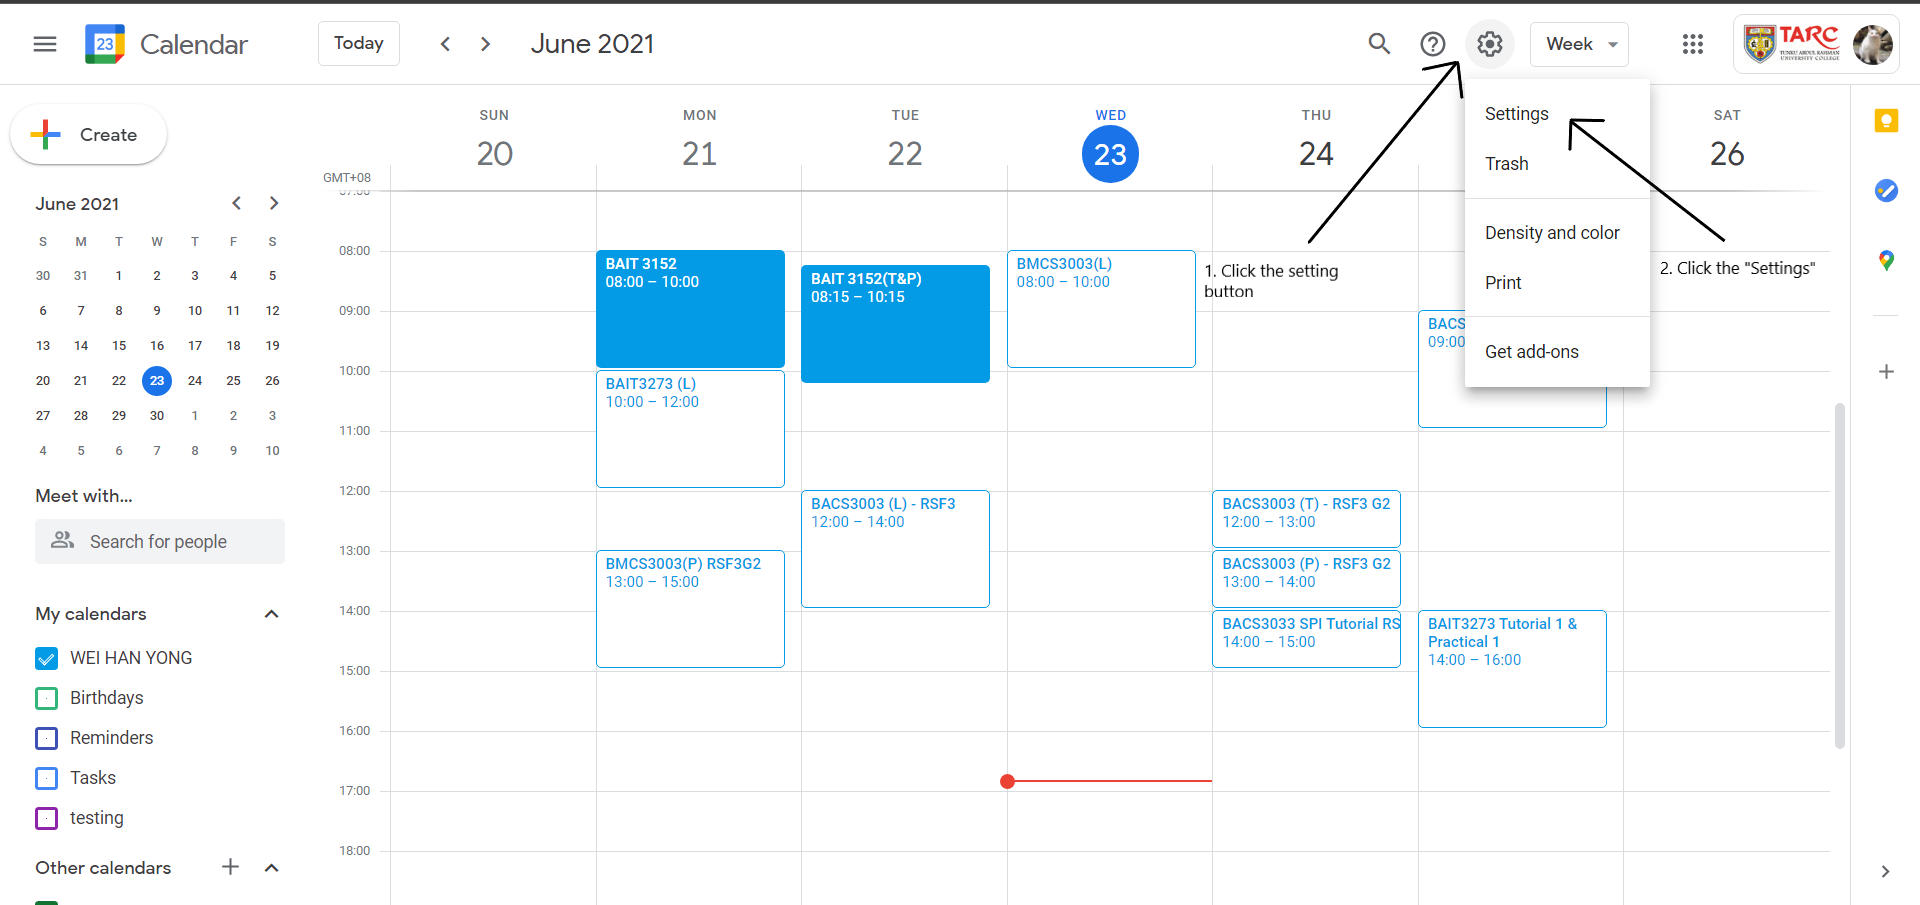 23
Calendar
Today
June 2021
Week
TARC
TUNKU ABDUL RAHMAN
UNIVERSITY COLLEGE
Create
June 2021
S M T W T F S
30 31 1 2 3 4 5
6 7 8 9 10 11 12
13 14 15 16 17 18 19
20 21 22 23 24 25 26
27 28 29 30 1 2 3
4 5 6 7 8 9 10
Meet with...
Search for people
My calendars
WEI HAN YONG
Birthdays
Reminders
Tasks
testing
Other calendars
SUN MON TUE WED THU SAT
20 21 22 23 24 26
GMT+08
07:00
08:00
09:00
10:00
11:00
12:00
13:00
14:00
15:00
16:00
17:00
18:00
BAIT 3152
08:00 – 10:00
BAIT3273 (L)
10:00 – 12:00
BMCS3003(P) RSF3G2
13:00 – 15:00
BAIT 3152(T&P)
08:15 – 10:15
BACS3003 (L) - RSF3
12:00 – 14:00
BMCS3003(L)
08:00 – 10:00
1. Click the setting
button
BACS3003 (T) - RSF3 G2
12:00 – 13:00
BACS3003 (P) - RSF3 G2
13:00 – 14:00
BACS3033 SPI Tutorial RS
14:00 – 15:00
BACS
09:00
BAIT3273 Tutorial 1 &
Practical 1
14:00 – 16:00
Settings
Trash
Density and color
Print
Get add-ons
2. Click the "Settings"